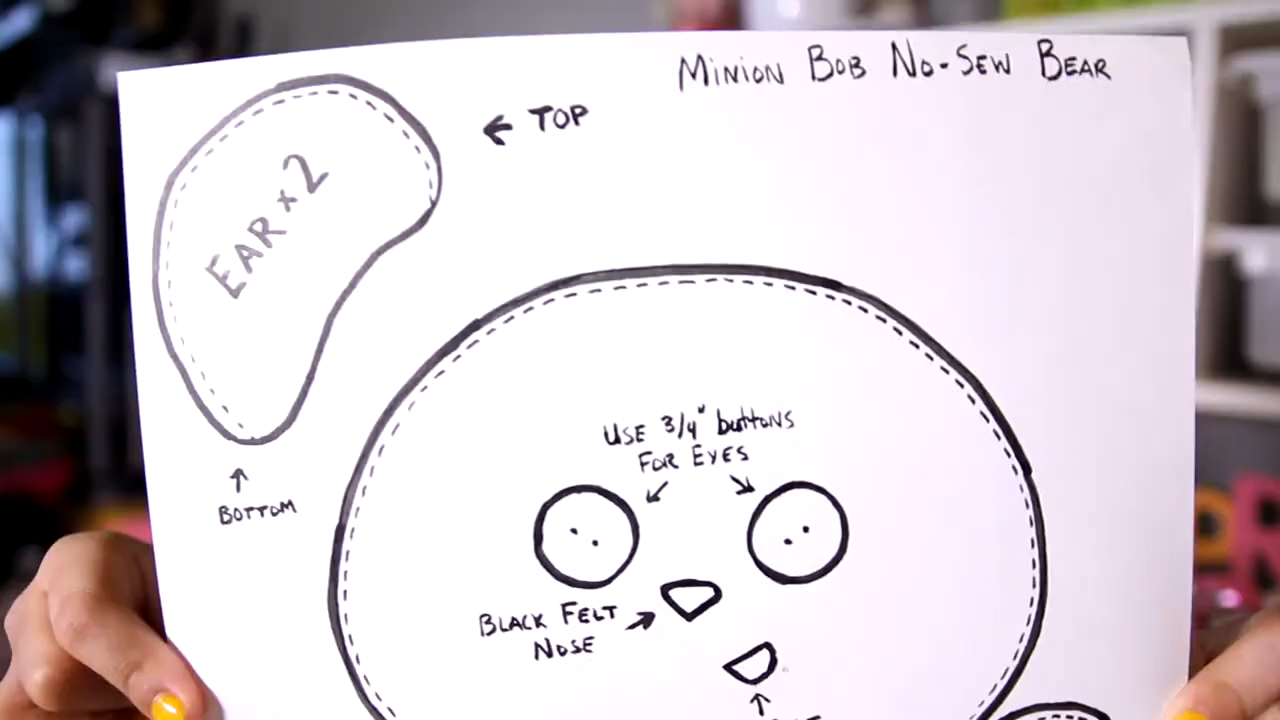 MINION BOB NO-SEW BEAR
← TOP
EAR x 2
USE 3/4" buttons
FOR EYES
↑
BOTTOM
BLACK FELT
NOSE